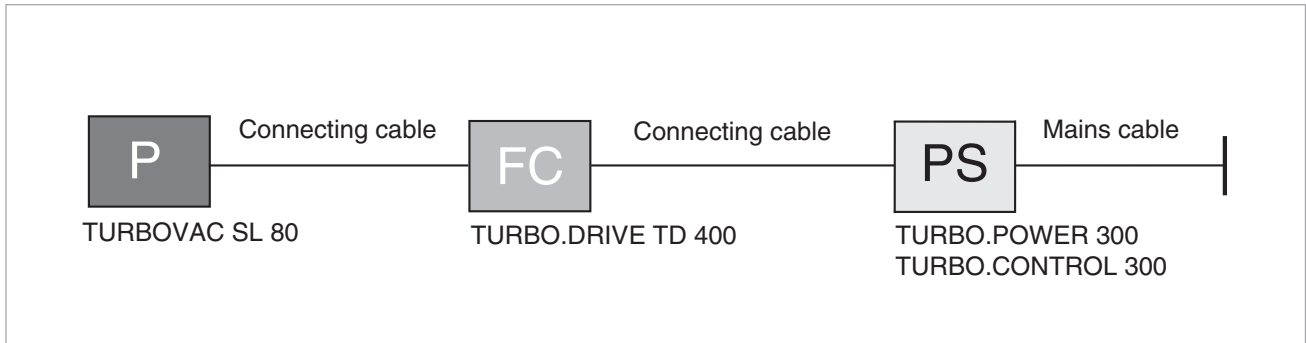 Connecting cable
Connecting cable
Mains cable
P
FC
PS
TURBOVAC SL 80
TURBO.DRIVE TD 400
TURBO.POWER 300
TURBO.CONTROL 300